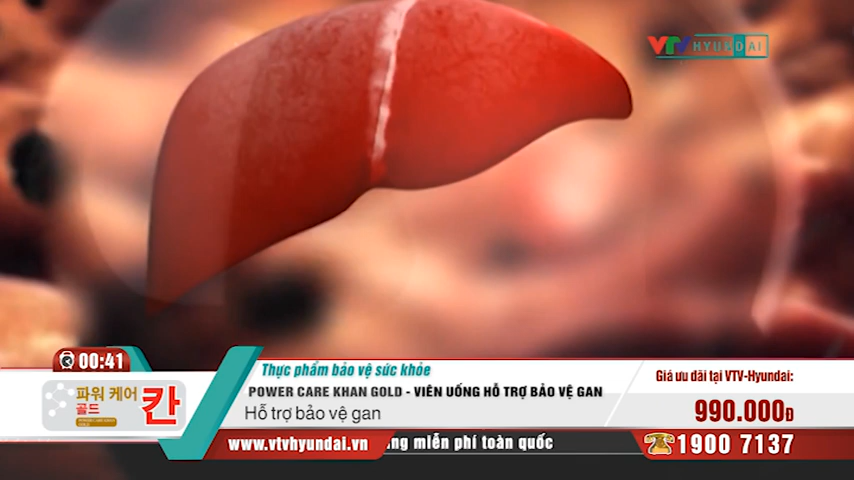 VTV HYUNDAI
00:41
파워 케어
골드
칸
Thực phẩm bảo vệ sức khỏe
POWER CARE KHAN GOLD - VIÊN UỐNG HỖ TRỢ BẢO VỆ GAN
Hỗ trợ bảo vệ gan
Giá ưu đãi tại VTV-Hyundai:
990.000Đ
www.vtvhyundai.vn
ng miễn phí toàn quốc
1900 7137